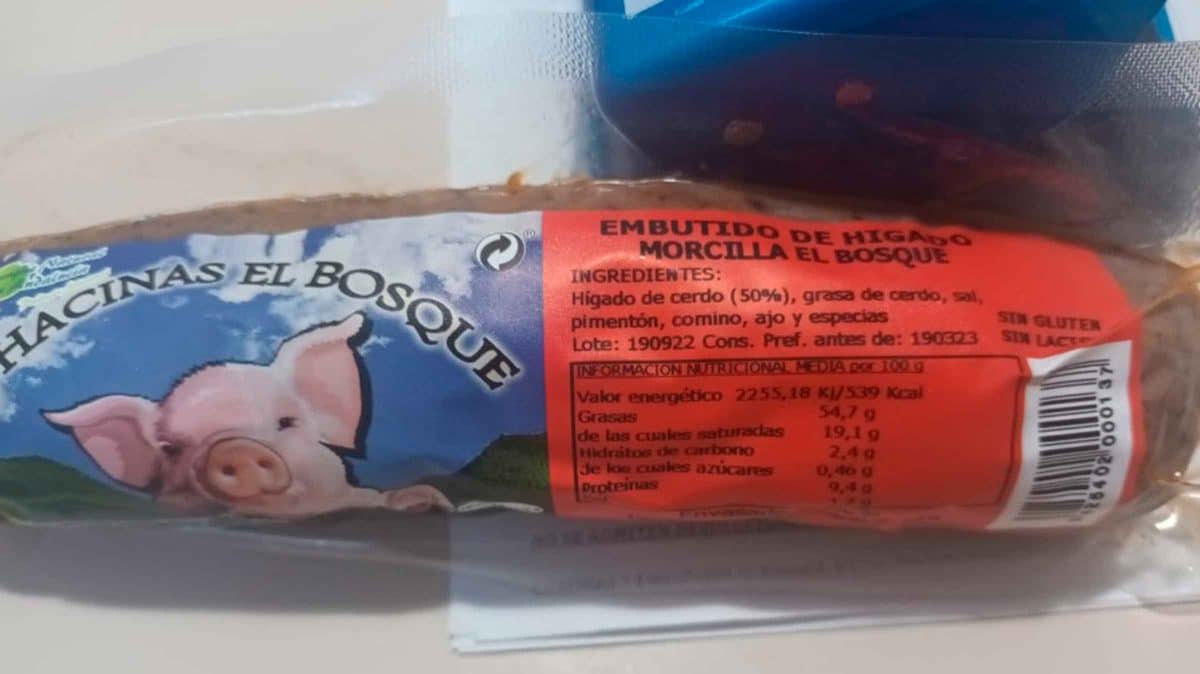 HACINAS EL BOSQUE
®
EMBUTIDO DE HIGADO
MORCILLA EL BOSQUE
INGREDIENTES:
Hígado de cerdo (50%), grasa de cerdo, sal,
pimentón, comino, ajo y especias
Lote: 190922 Cons. Pref. antes de: 190323
SIN GLUTEN
SIN LACT
INFORMACION NUTRICIONAL MEDIA por 100 g
Valor energético 2255,18 Kj/539 Kcal
Grasas 54,7 g
de las cuales saturadas 19,1 g
Hidratos de carbono 2,4 g
de los cuales azúcares 0,46 g
Proteínas 9,4 g